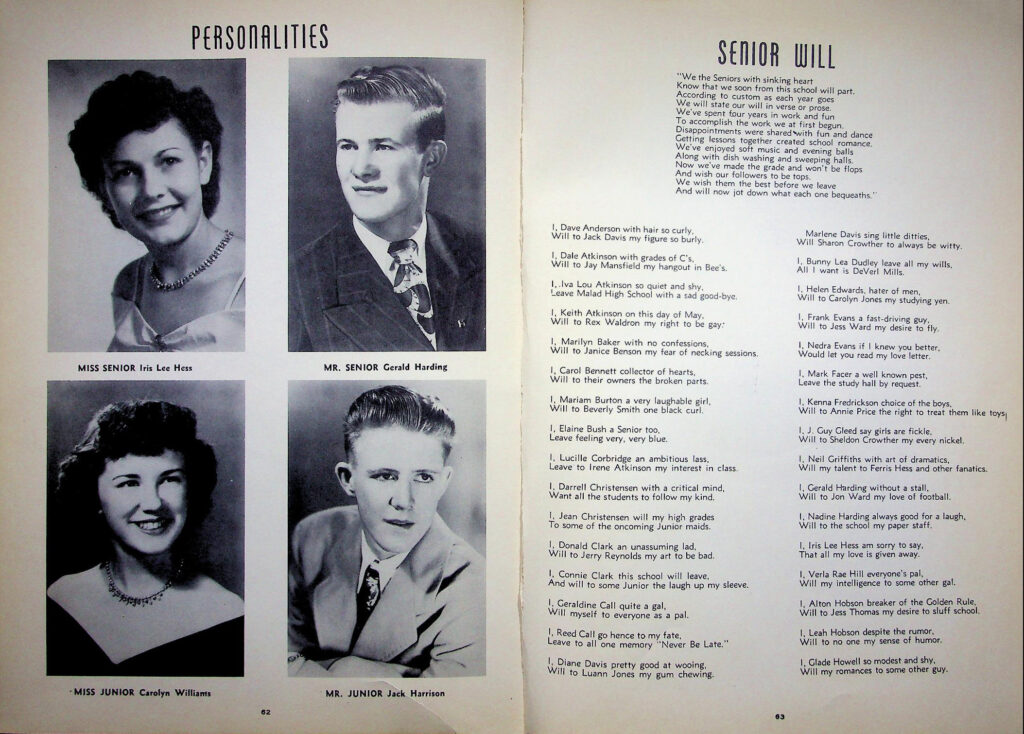 PERSONALITIES
MISS SENIOR Iris Lee Hess
MR. SENIOR Gerald Harding
MISS JUNIOR Carolyn Williams
MR. JUNIOR Jack Harrison
62
SENIOR WILL
"We the Seniors with sinking heart
Know that we soon from this school will part.
According to custom as each year goes
We will state our will in verse or prose.
We've spent four years in work and fun
To accomplish the work we at first begun.
Disappointments were shared with fun and dance
Getting lessons together created school romance.
We've enjoyed soft music and evening balls
Along with dish washing and sweeping halls.
Now we've made the grade and won't be flops
And wish our followers to be tops.
We wish them the best before we leave
And will now jot down what each one bequeaths."
I, Dave Anderson with hair so curly,
Will to Jack Davis my figure so burly.
I, Dale Atkinson with grades of C's,
Will to Jay Mansfield my hangout in Bee's.
I, Iva Lou Atkinson so quiet and shy,
Leave Malad High School with a sad good-bye.
I, Keith Atkinson on this day of May,
Will to Rex Waldron my right to be gay.
I, Marilyn Baker with no confessions,
Will to Janice Benson my fear of necking sessions.
I, Carol Bennett collector of hearts,
Will to their owners the broken parts.
I, Mariam Burton a very laughable girl,
Will to Beverly Smith one black curl.
I, Elaine Bush a Senior too,
Leave feeling very, very blue.
I, Lucille Corbridge an ambitious lass,
Leave to Irene Atkinson my interest in class.
I, Darrell Christensen with a critical mind,
Want all the students to follow my kind.
I, Jean Christensen will my high grades
To some of the oncoming Junior maids.
I, Donald Clark an unassuming lad,
Will to Jerry Reynolds my art to be bad.
I, Connie Clark this school will leave,
And will to some Junior the laugh up my sleeve.
I, Geraldine Call quite a gal,
Will myself to everyone as a pal.
I, Reed Call go hence to my fate,
Leave to all one memory "Never Be Late."
I, Diane Davis pretty good at wooing,
Will to Luann Jones my gum chewing.
Marlene Davis sing little ditties,
Will Sharon Crowther to always be witty.
I, Bunny Lea Dudley leave all my wills,
All I want is DeVerl Mills.
I, Helen Edwards, hater of men,
Will to Carolyn Jones my studying yen.
I, Frank Evans a fast-driving guy,
Will to Jess Ward my desire to fly.
I, Nedra Evans if I knew you better,
Would let you read my love letter.
I, Mark Facer a well known pest,
Leave the study hall by request.
I, Kenna Fredrickson choice of the boys,
Will to Annie Price the right to treat them like toys
I, J. Guy Gleed say girls are fickle,
Will to Sheldon Crowther my every nickel.
I, Neil Griffiths with art of dramatics,
Will my talent to Ferris Hess and other fanatics.
I, Gerald Harding without a stall,
Will to Jon Ward my love of football.
I, Nadine Harding always good for a laugh,
Will to the school my paper staff.
I, Iris Lee Hess am sorry to say,
That all my love is given away.
I, Verla Rae Hill everyone's pal,
Will my intelligence to some other gal.
I, Alton Hobson breaker of the Golden Rule,
Will to Jess Thomas my desire to sluff school.
I, Leah Hobson despite the rumor,
Will to no one my sense of humor.
I, Glade Howell so modest and shy,
Will my romances to some other guy.
63